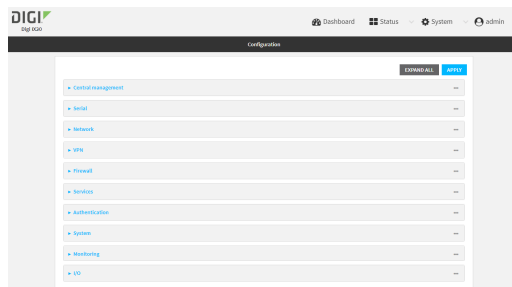 DIGI
Digi IX20
Dashboard
Status
System
admin
Configuration
EXPAND ALL
APPLY
Central management
Serial
Network
VPN
Firewall
Services
Authentication
System
Monitoring
I/O